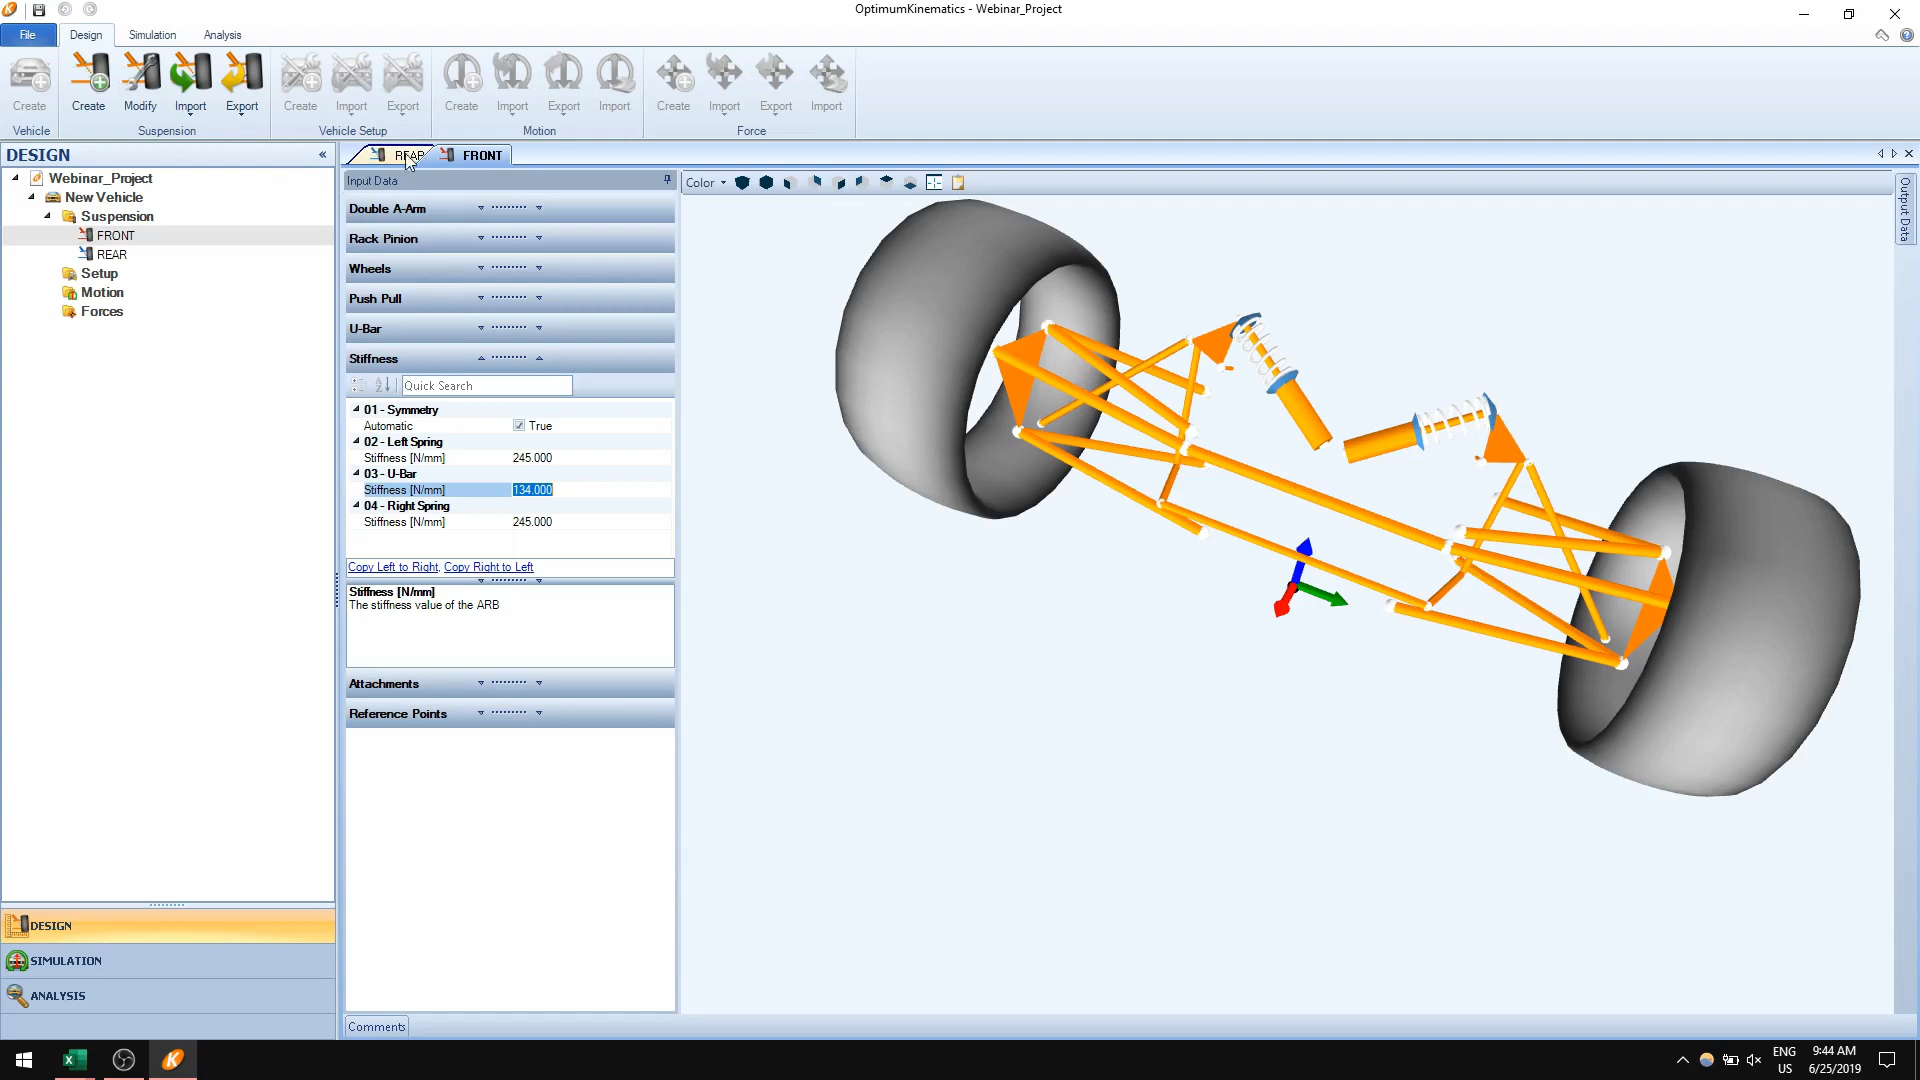 OptimumKinematics - Webinar_Project
File Design Simulation Analysis
Create Create Modify Import Export Create Import Export Create Import Export Import Create Import Export Import
Vehicle Suspension Vehicle Setup Motion Force
DESIGN «
REAR FRONT
Webinar_Project
New Vehicle
Suspension
FRONT
REAR
Setup
Motion
Forces
Input Data
Color
Output Data
Double A-Arm
Rack Pinion
Wheels
Push Pull
U-Bar
Stiffness
Quick Search
01 - Symmetry
Automatic True
02 - Left Spring
Stiffness [N/mm] 245.000
03 - U-Bar
Stiffness [N/mm] 134.000
04 - Right Spring
Stiffness [N/mm] 245.000
Copy Left to Right, Copy Right to Left
Stiffness [N/mm]
The stiffness value of the ARB
Attachments
Reference Points
DESIGN
SIMULATION
ANALYSIS
Comments
ENG
US
9:44 AM
6/25/2019